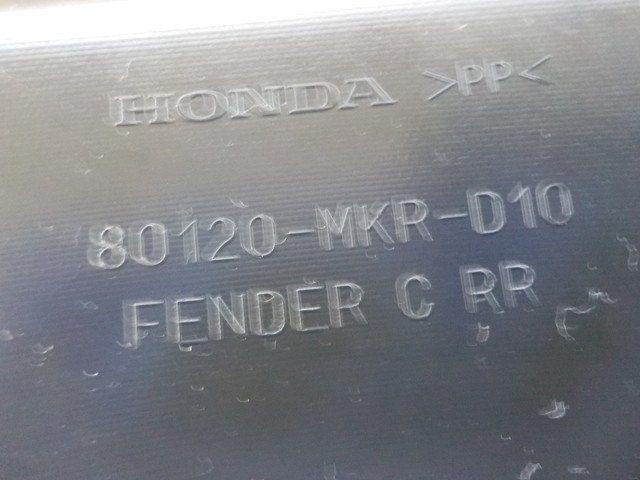 HONDA >PP<
80120-MKR-D10
FENDER C RR